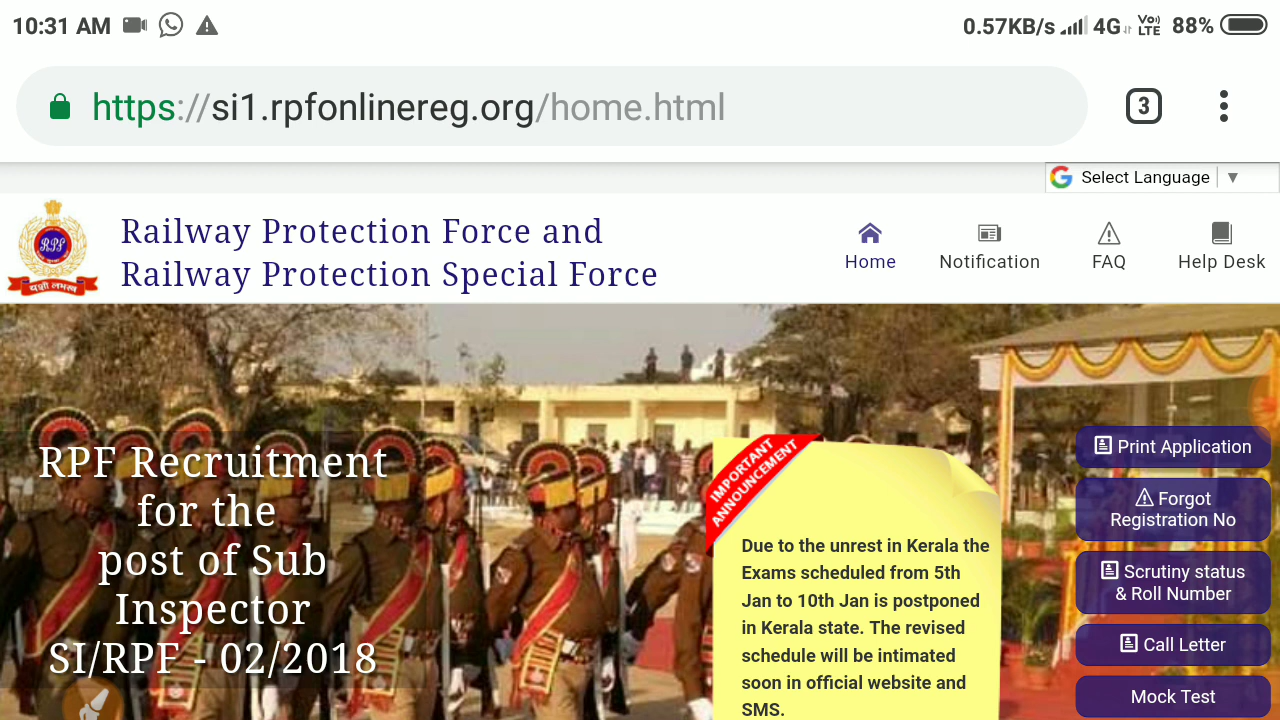 10:31 AM 0.57KB/s 4G VoLTE 88%
https://si1.rpfonlinereg.org/home.html 3
Select Language ▼
RPF
यशो लभस्व
Railway Protection Force and
Railway Protection Special Force
Home Notification FAQ Help Desk
RPF Recruitment
for the
post of Sub
Inspector
SI/RPF - 02/2018
IMPORTANT
ANNOUNCEMENT
Due to the unrest in Kerala the
Exams scheduled from 5th
Jan to 10th Jan is postponed
in Kerala state. The revised
schedule will be intimated
soon in official website and
SMS.
Print Application
Forgot
Registration No
Scrutiny status
& Roll Number
Call Letter
Mock Test